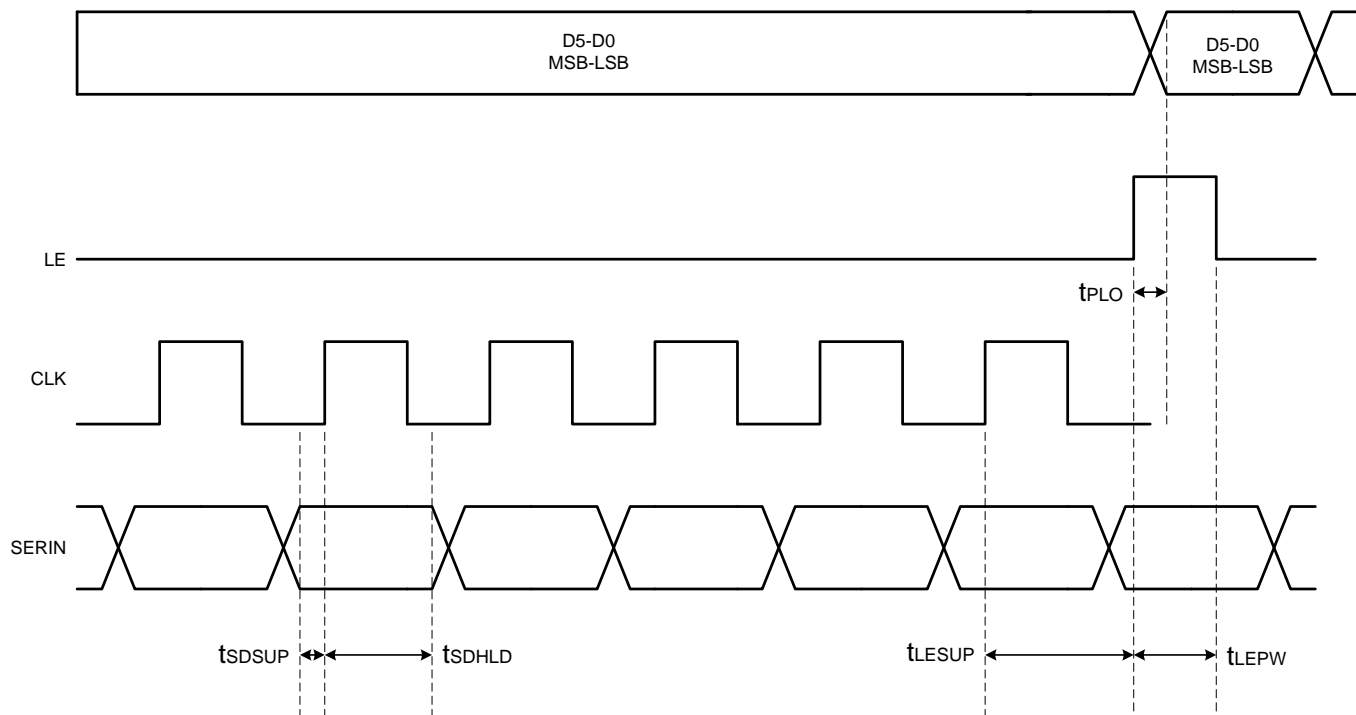 D5-D0
MSB-LSB
D5-D0
MSB-LSB
LE
tPLO
CLK
SERIN
tSDSUP
tSDHLD
tLESUP
tLEPW